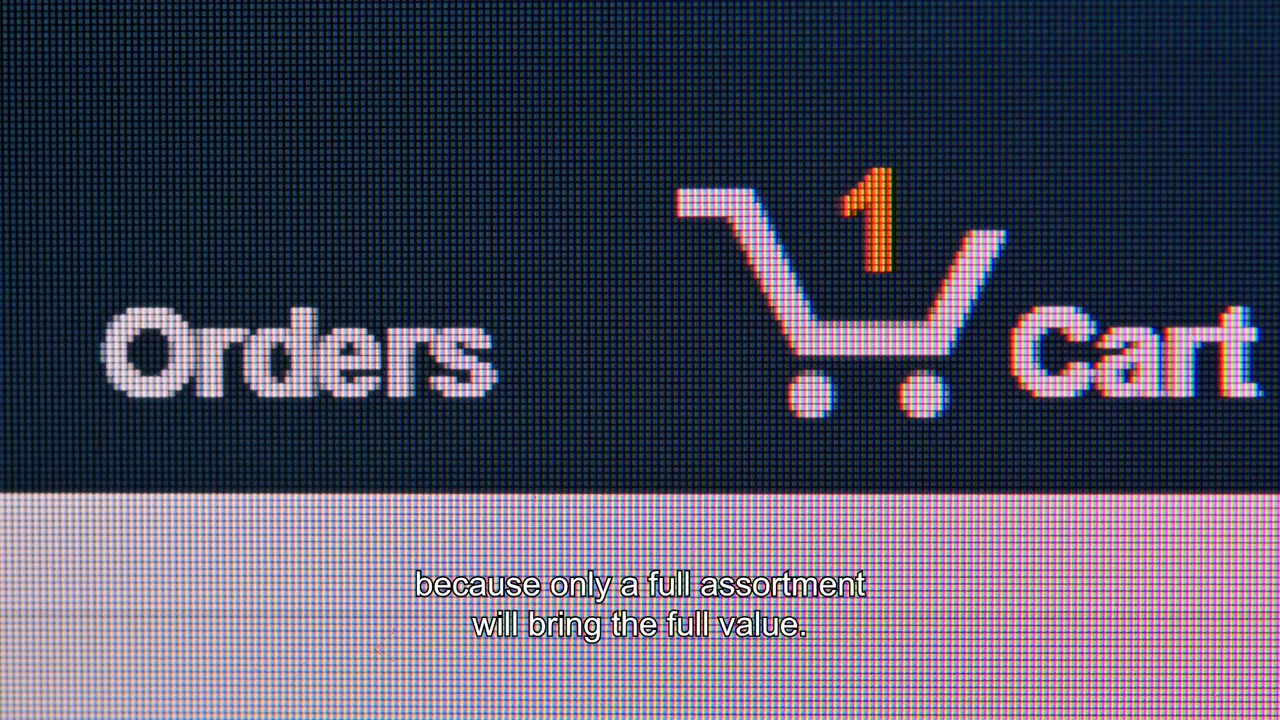 Orders
1
Cart
because only a full assortment
will bring the full value.